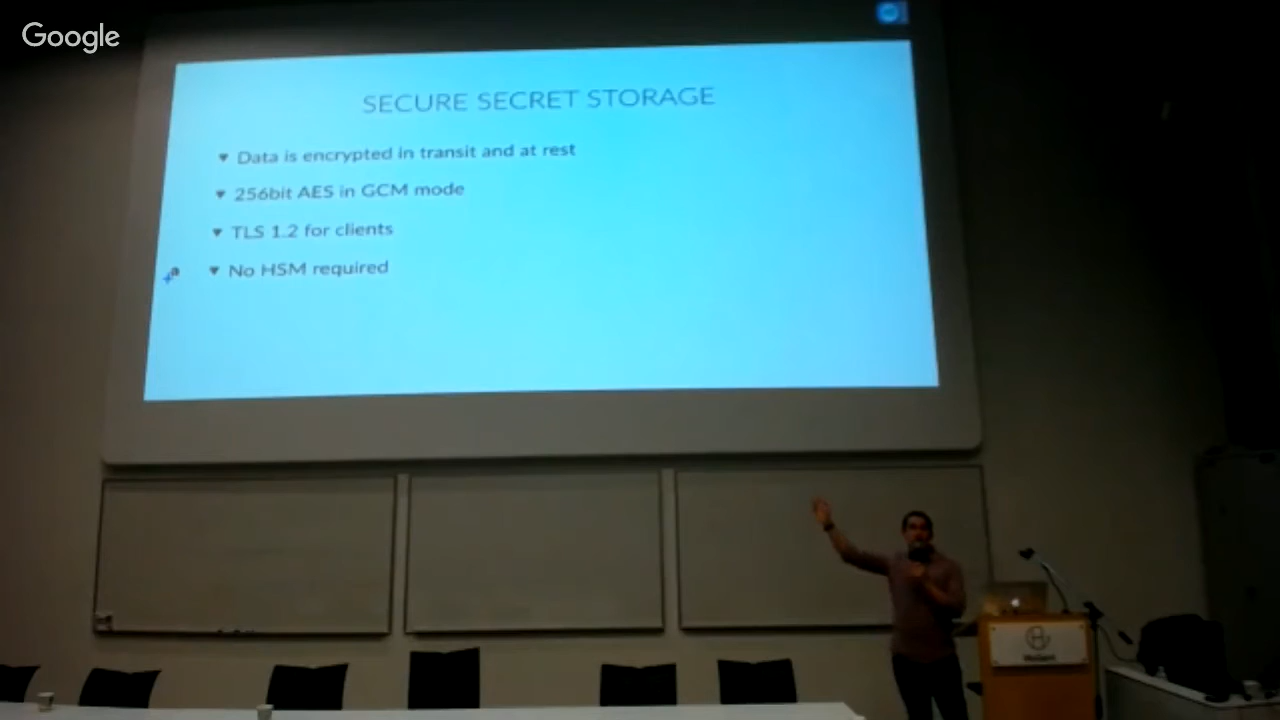 Google
SECURE SECRET STORAGE
Data is encrypted in transit and at rest
256bit AES in GCM mode
TLS 1.2 for clients
No HSM required